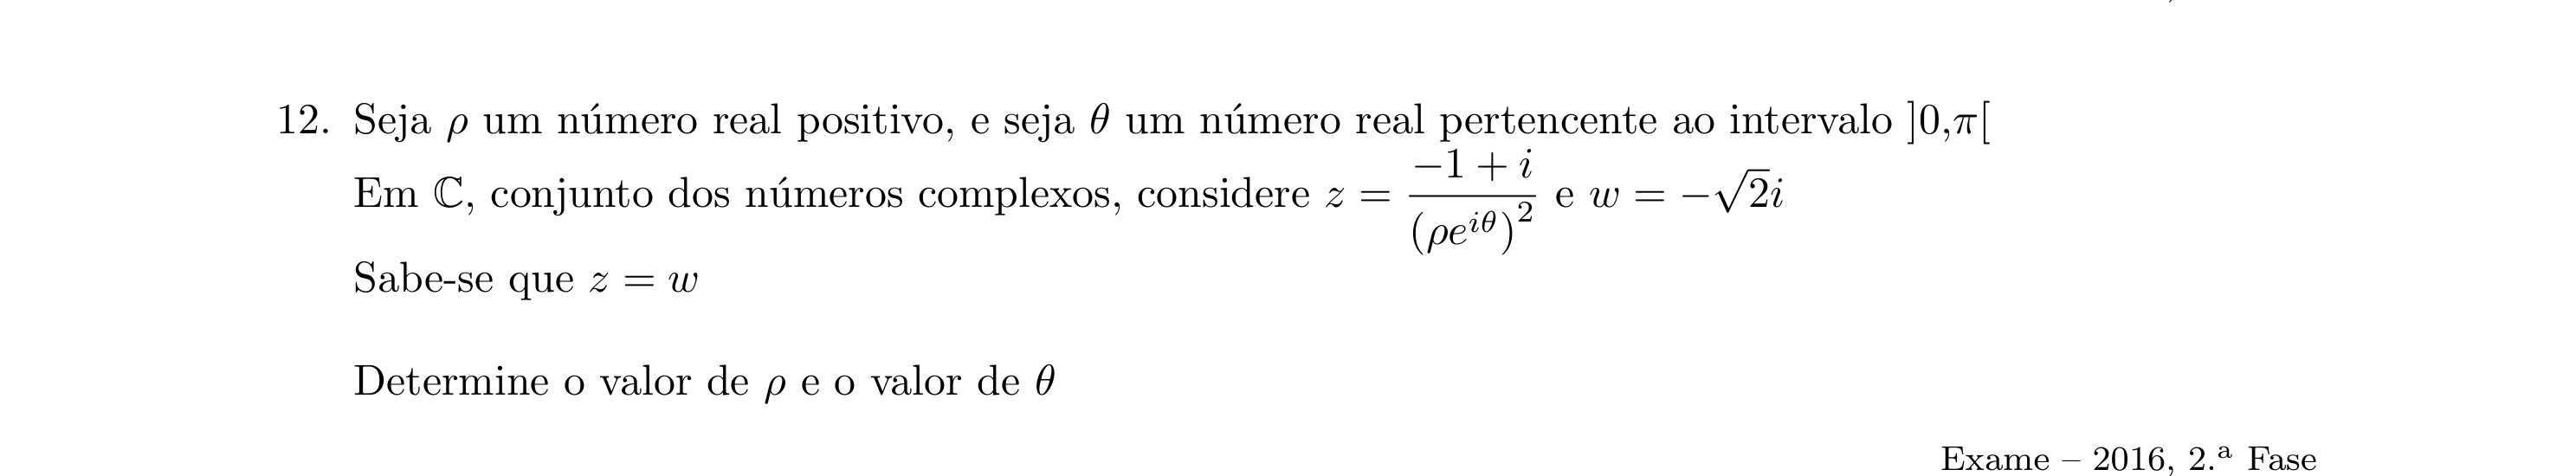 12. Seja ρ um número real positivo, e seja θ um número real pertencente ao intervalo ]0,π[
Em ℂ, conjunto dos números complexos, considere z = \frac{-1 + i}{(ρe^{iθ})^2} e w = −√2i
Sabe-se que z = w
Determine o valor de ρ e o valor de θ
Exame – 2016, 2.ª Fase